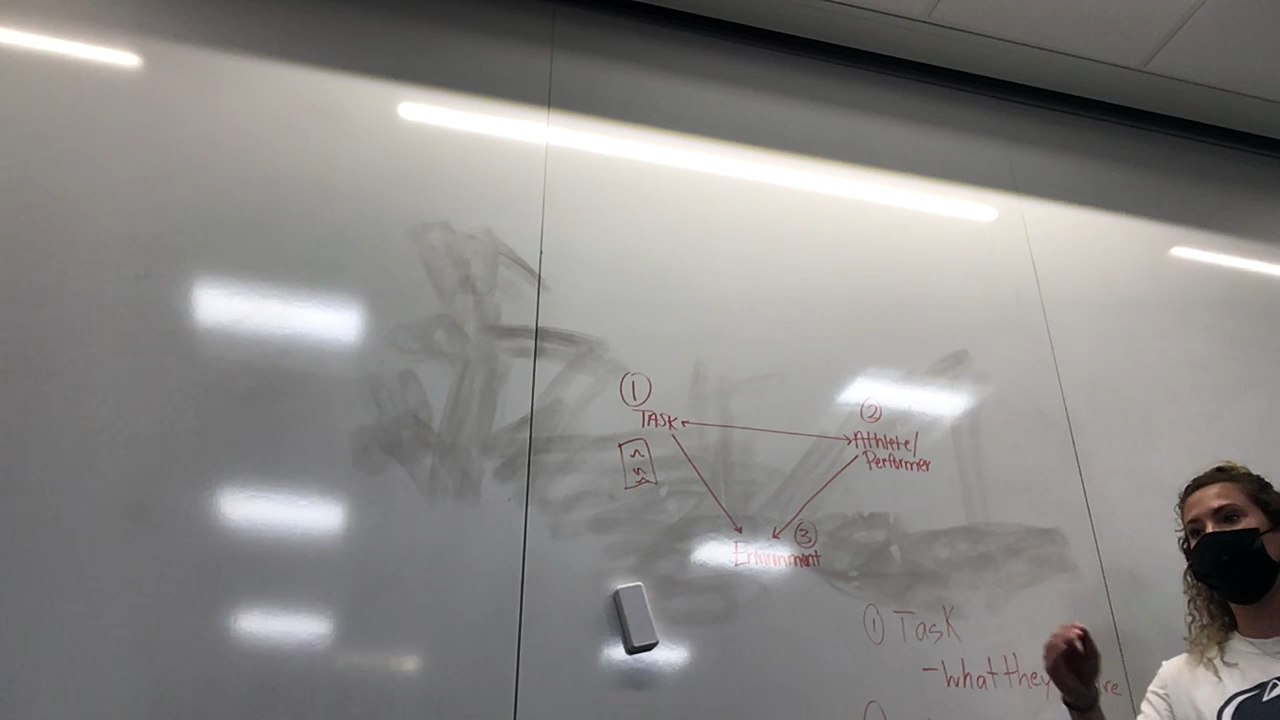 ①
TASK
②
Athlete/
Performer
③
Environment
① Task
- what they